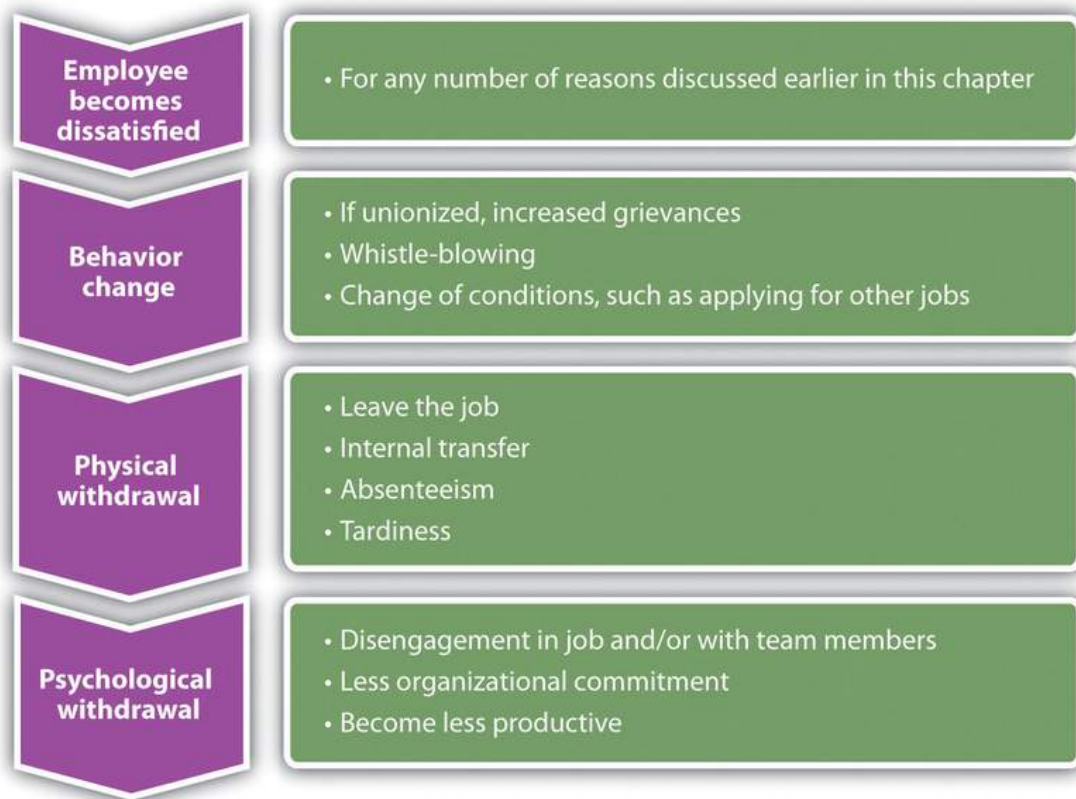 Employee
becomes
dissatisfied
• For any number of reasons discussed earlier in this chapter
Behavior
change
• If unionized, increased grievances
• Whistle-blowing
• Change of conditions, such as applying for other jobs
Physical
withdrawal
• Leave the job
• Internal transfer
• Absenteeism
• Tardiness
Psychological
withdrawal
• Disengagement in job and/or with team members
• Less organizational commitment
• Become less productive